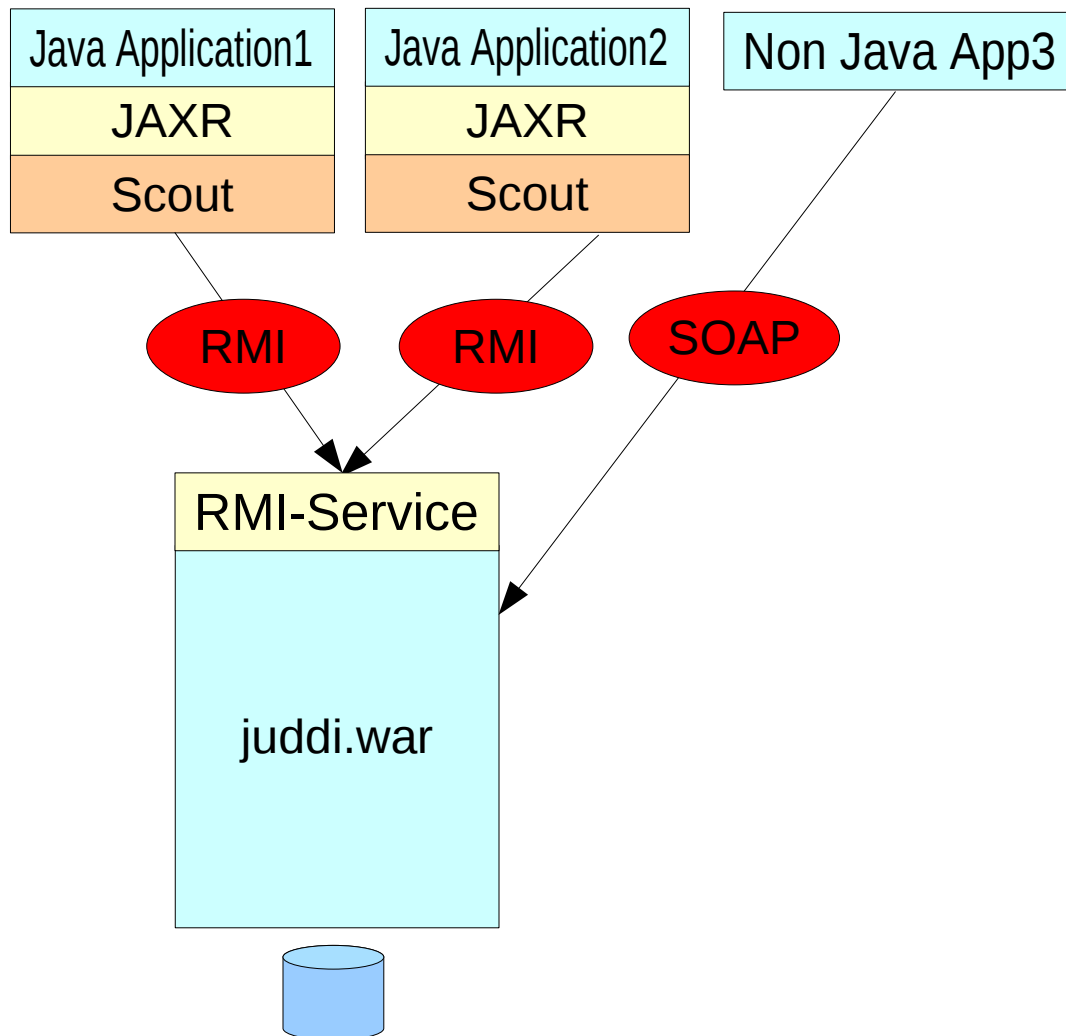 Java Application1
JAXR
Scout
Java Application2
JAXR
Scout
Non Java App3
RMI
RMI
SOAP
RMI-Service
juddi.war